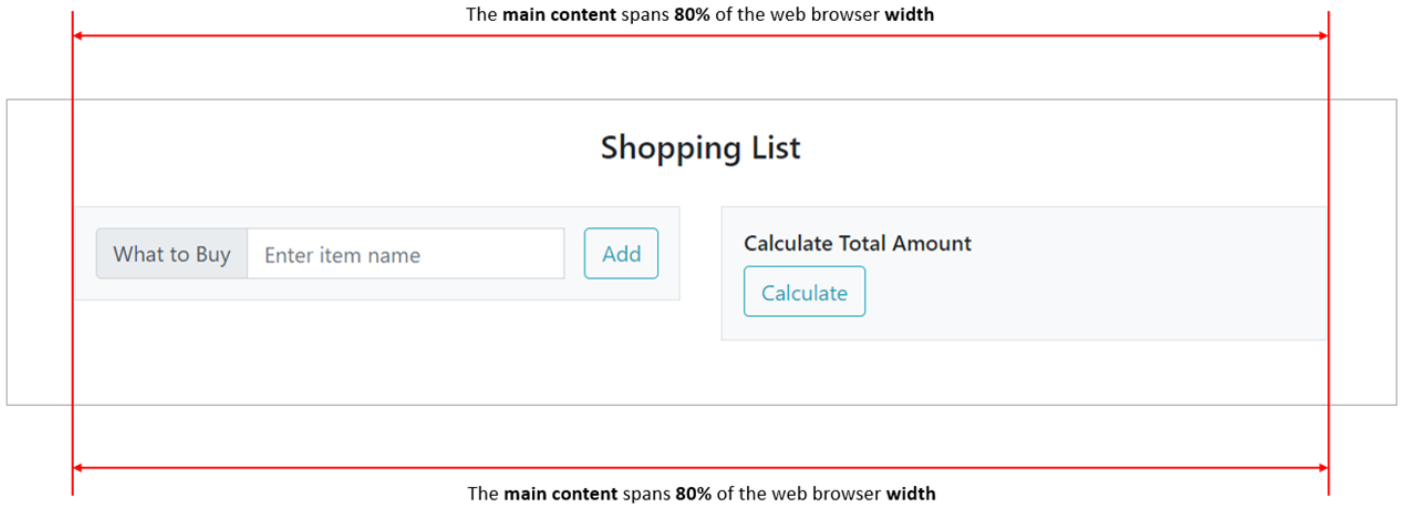 The main content spans 80% of the web browser width
Shopping List
What to Buy Enter item name Add
Calculate Total Amount
Calculate
The main content spans 80% of the web browser width